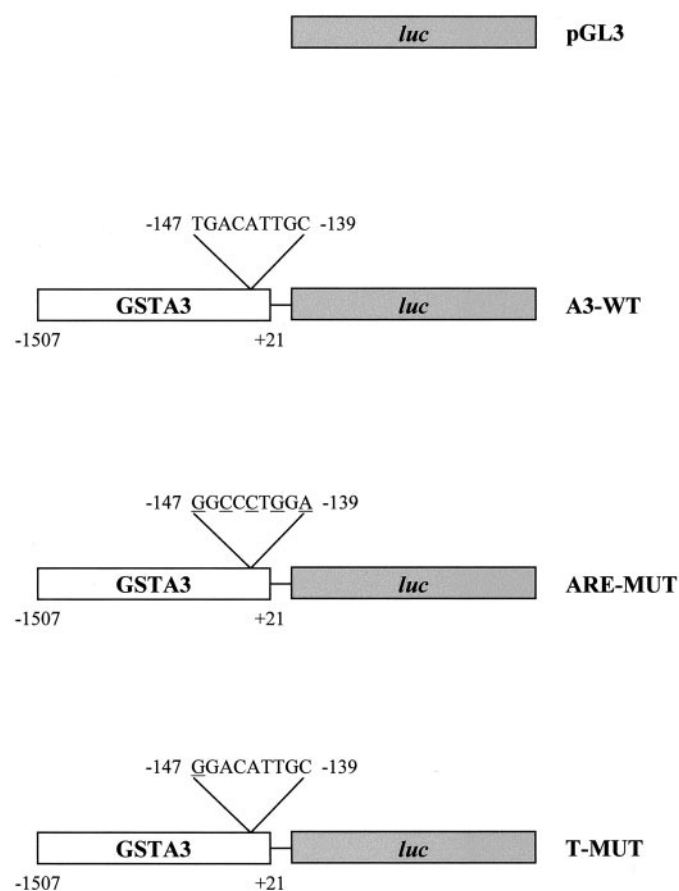 luc pGL3
-147 TGACATTGC -139
GSTA3 luc A3-WT
-1507 +21
-147 GGCCCTGGA -139
GSTA3 luc ARE-MUT
-1507 +21
-147 GGACATTGC -139
GSTA3 luc T-MUT
-1507 +21